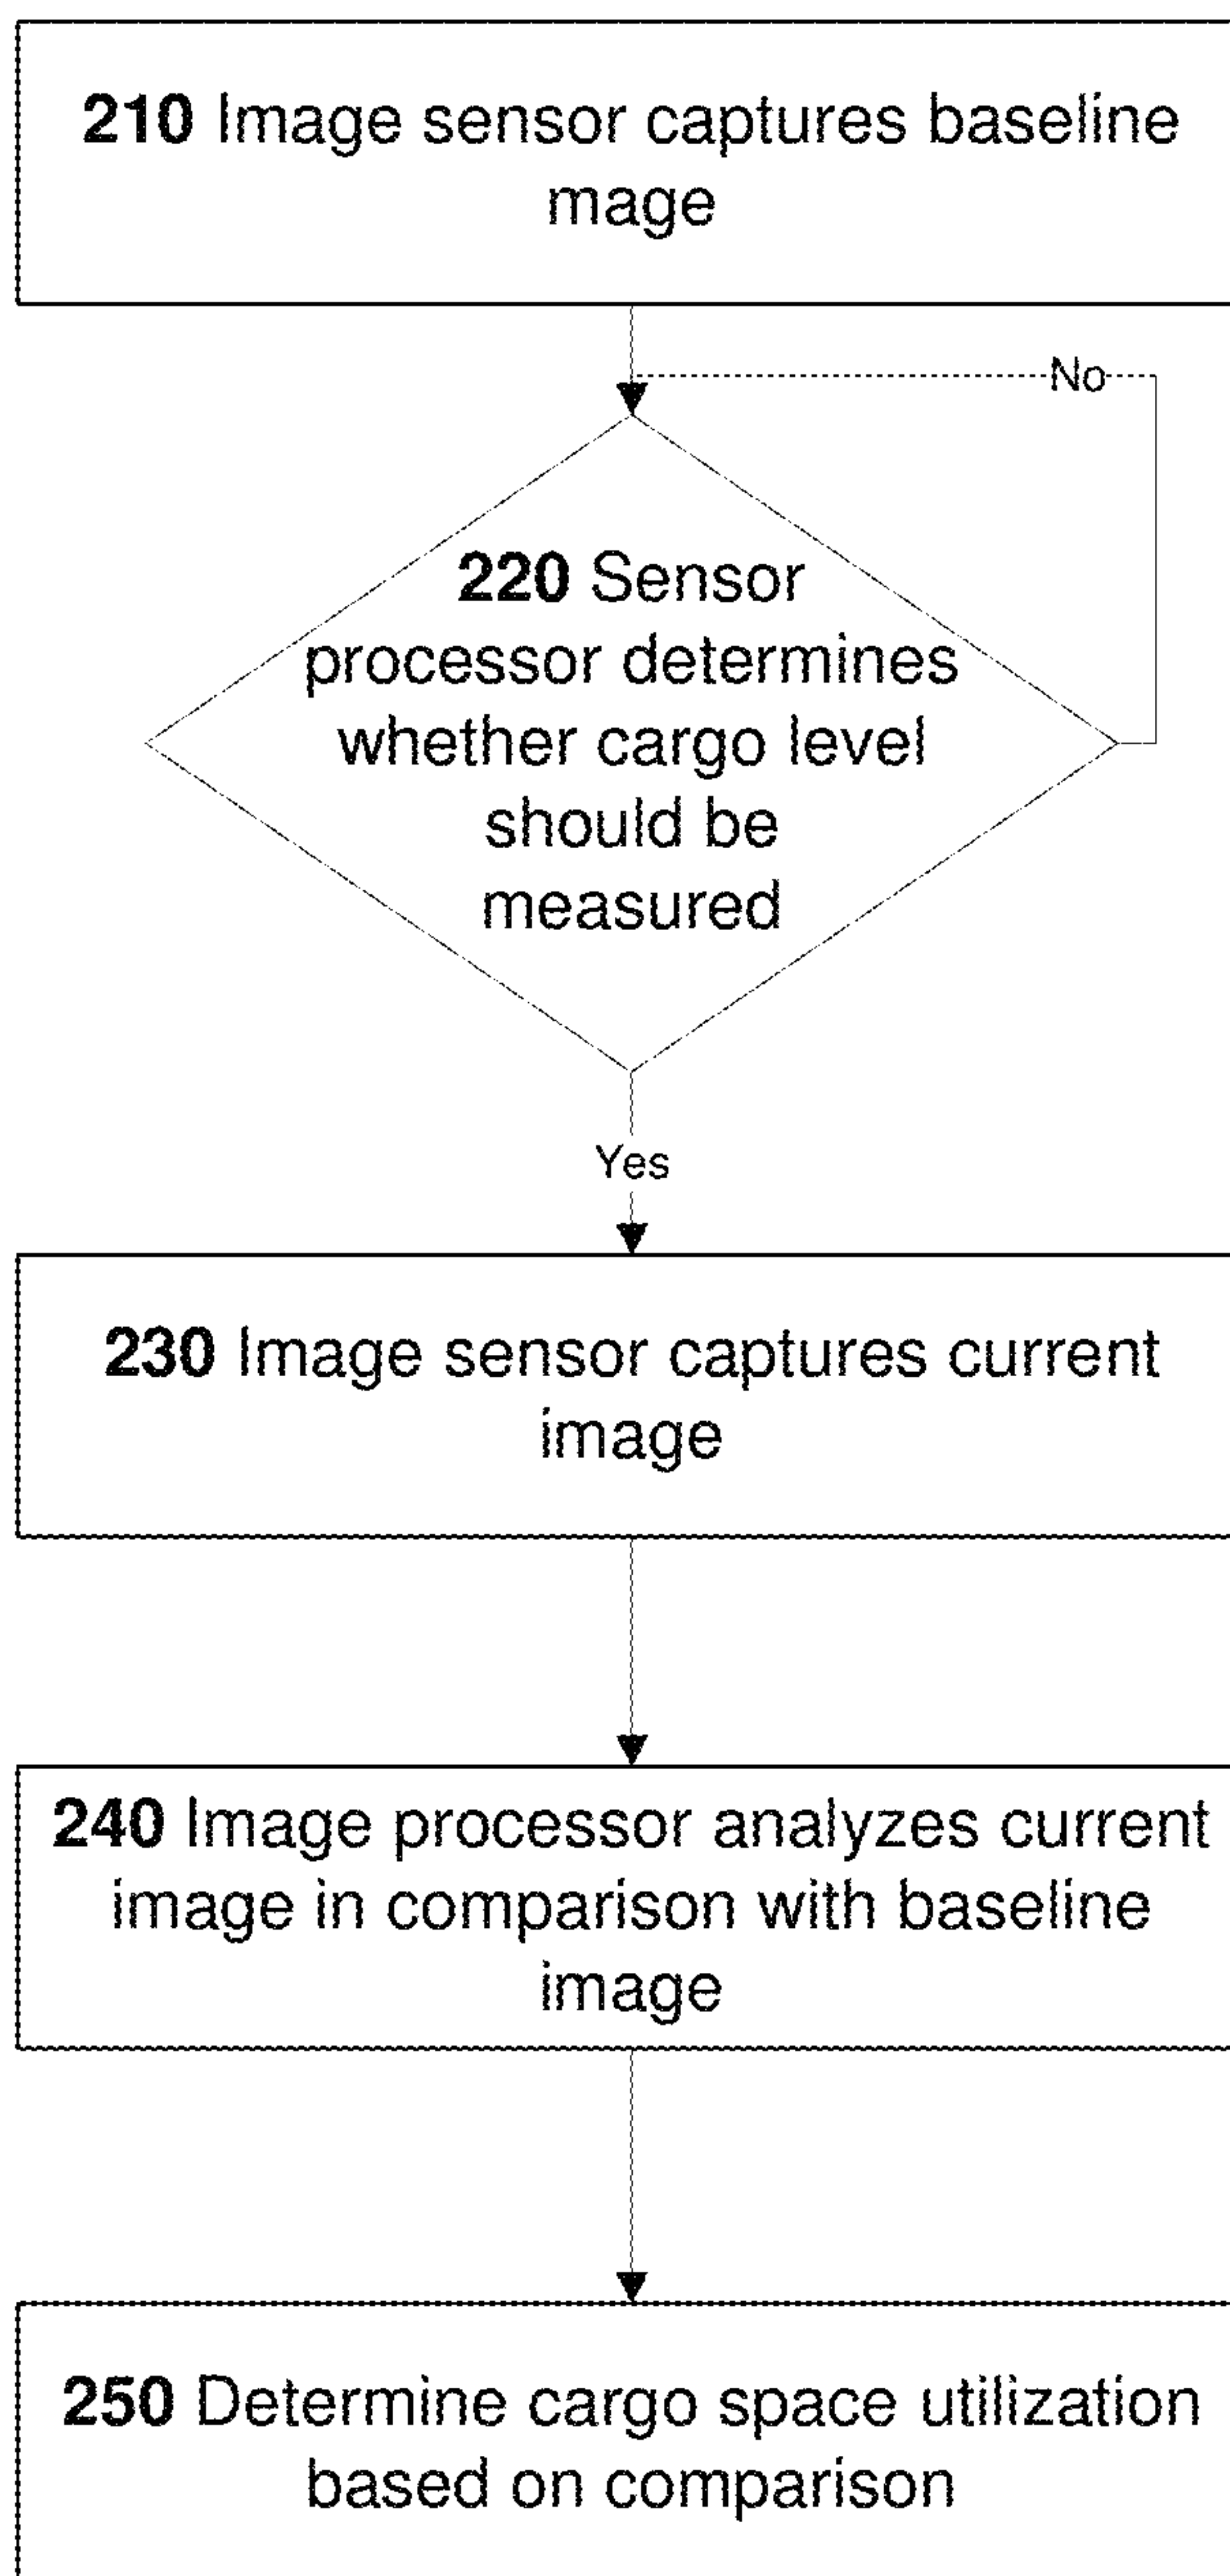 210 Image sensor captures baseline
mage
No
220 Sensor
processor determines
whether cargo level
should be
measured
Yes
230 Image sensor captures current
image
240 Image processor analyzes current
image in comparison with baseline
image
250 Determine cargo space utilization
based on comparison